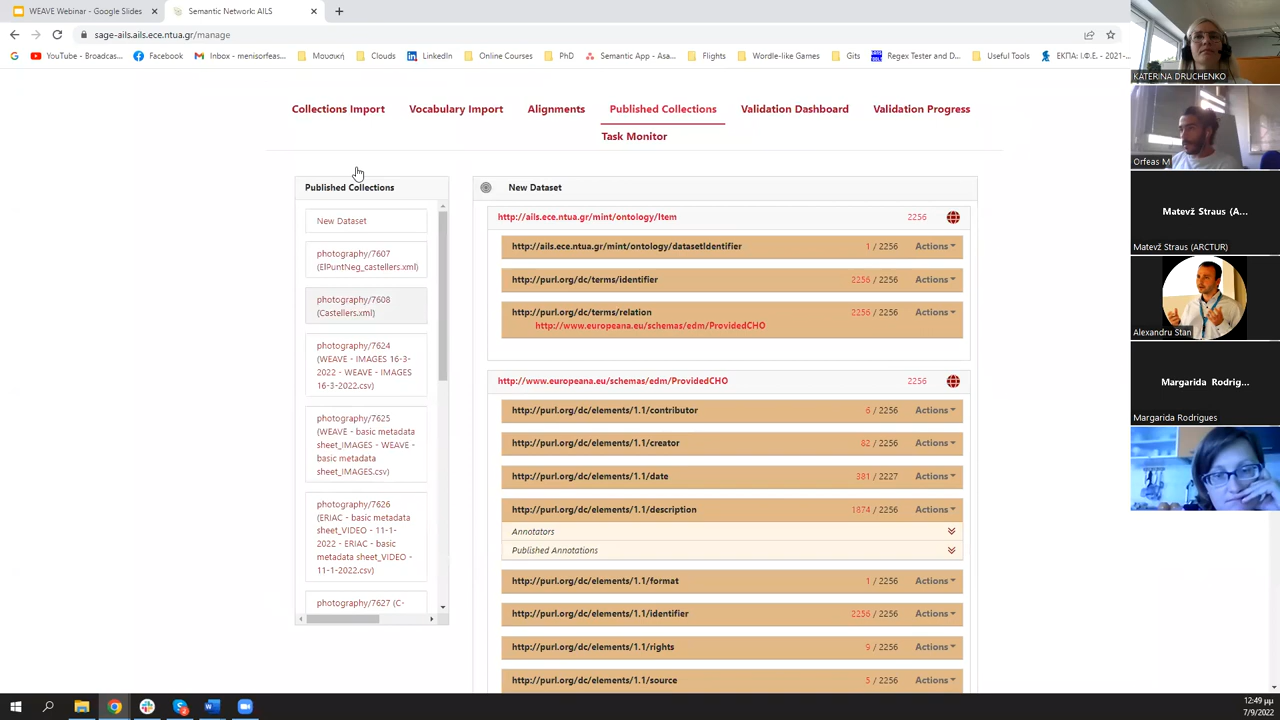 WEAVE Webinar - Google Slides
Semantic Network: AILS
sage-ails.ails.ece.ntua.gr/manage
YouTube - Broadcas...
Facebook
Inbox - menisorfeas...
Μουσική
Clouds
LinkedIn
Online Courses
PhD
Semantic App - Asa...
Flights
Wordle-like Games
Gits
Regex Tester and D...
Useful Tools
ΕΚΠΑ: Ι.Φ.Ε. - 2021-...
Collections Import
Vocabulary Import
Alignments
Published Collections
Validation Dashboard
Validation Progress
Task Monitor
Published Collections
New Dataset
photography/7607
(ElPuntNeg_castellers.xml)
photography/7608
(Castellers.xml)
photography/7624
(WEAVE - IMAGES 16-3-
2022 - WEAVE - IMAGES
16-3-2022.csv)
photography/7625
(WEAVE - basic metadata
sheet_IMAGES - WEAVE -
basic metadata
sheet_IMAGES.csv)
photography/7626
(ERIAC - basic metadata
sheet_VIDEO - 11-1-
2022 - ERIAC - basic
metadata sheet_VIDEO -
11-1-2022.csv)
photography/7627 (C-
New Dataset
http://ails.ece.ntua.gr/mint/ontology/Item 2256
http://ails.ece.ntua.gr/mint/ontology/datasetIdentifier 1 / 2256 Actions
http://purl.org/dc/terms/identifier 2256 / 2256 Actions
http://purl.org/dc/terms/relation 2256 / 2256 Actions
http://www.europeana.eu/schemas/edm/ProvidedCHO
http://www.europeana.eu/schemas/edm/ProvidedCHO 2256
http://purl.org/dc/elements/1.1/contributor 6 / 2256 Actions
http://purl.org/dc/elements/1.1/creator 82 / 2256 Actions
http://purl.org/dc/elements/1.1/date 381 / 2227 Actions
http://purl.org/dc/elements/1.1/description 1874 / 2256 Actions
Annotators
Published Annotations
http://purl.org/dc/elements/1.1/format 1 / 2256 Actions
http://purl.org/dc/elements/1.1/identifier 2256 / 2256 Actions
http://purl.org/dc/elements/1.1/rights 9 / 2256 Actions
http://purl.org/dc/elements/1.1/source 5 / 2256 Actions
KATERINA DRUCHENKO
Orfeas M
Matevž Straus (A...
Matevž Straus (ARCTUR)
Alexandru Stan
Margarida Rodrig...
Margarida Rodrigues
12:49 μμ
7/9/2022